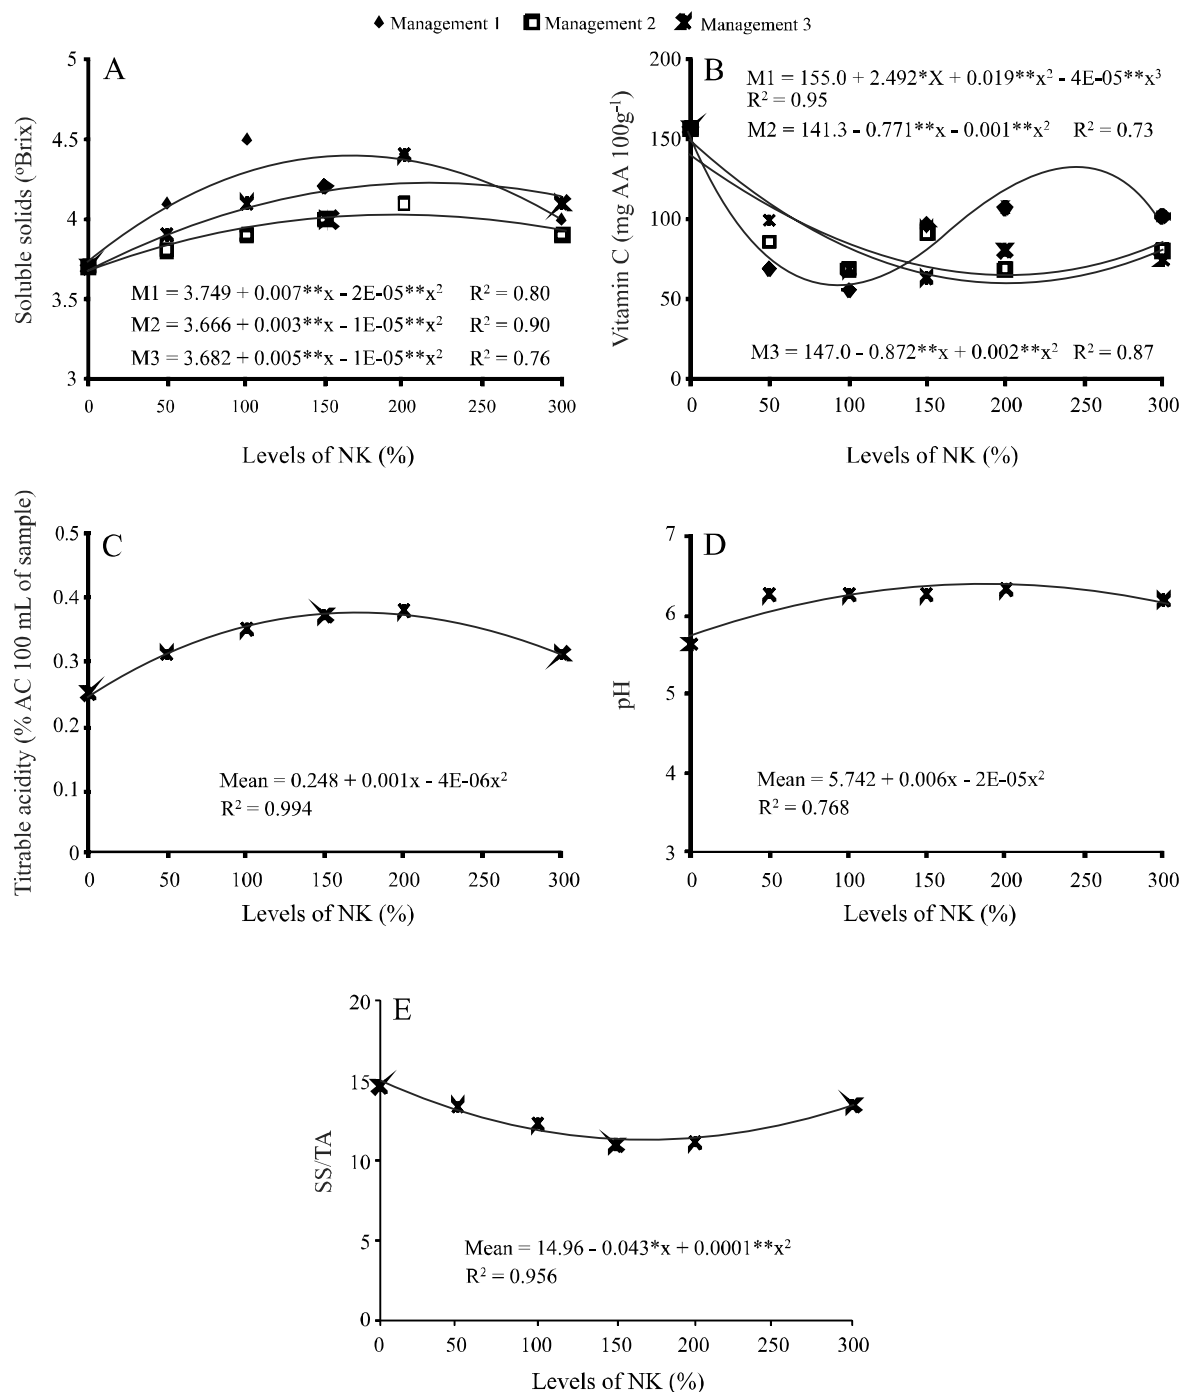 Management 1 Management 2 Management 3
A
Soluble solids (ºBrix)
5
4.5
4
3.5
3
M1 = 3.749 + 0.007**x - 2E-05**x² R² = 0.80
M2 = 3.666 + 0.003**x - 1E-05**x² R² = 0.90
M3 = 3.682 + 0.005**x - 1E-05**x² R² = 0.76
0 50 100 150 200 250 300
Levels of NK (%)
B
Vitamin C (mg AA 100g⁻¹)
200
150
100
50
0
M1 = 155.0 + 2.492*X + 0.019**x² - 4E-05**x³
R² = 0.95
M2 = 141.3 - 0.771**x - 0.001**x² R² = 0.73
M3 = 147.0 - 0.872**x + 0.002**x² R² = 0.87
0 50 100 150 200 250 300
Levels of NK (%)
C
Titrable acidity (% AC 100 mL of sample)
0.5
0.4
0.3
0.2
0.1
0
Mean = 0.248 + 0.001x - 4E-06x²
R² = 0.994
0 50 100 150 200 250 300
Levels of NK (%)
D
pH
7
6
5
4
3
Mean = 5.742 + 0.006x - 2E-05x²
R² = 0.768
0 50 100 150 200 250 300
Levels of NK (%)
E
SS/TA
20
15
10
5
0
Mean = 14.96 - 0.043*x + 0.0001**x²
R² = 0.956
0 50 100 150 200 250 300
Levels of NK (%)